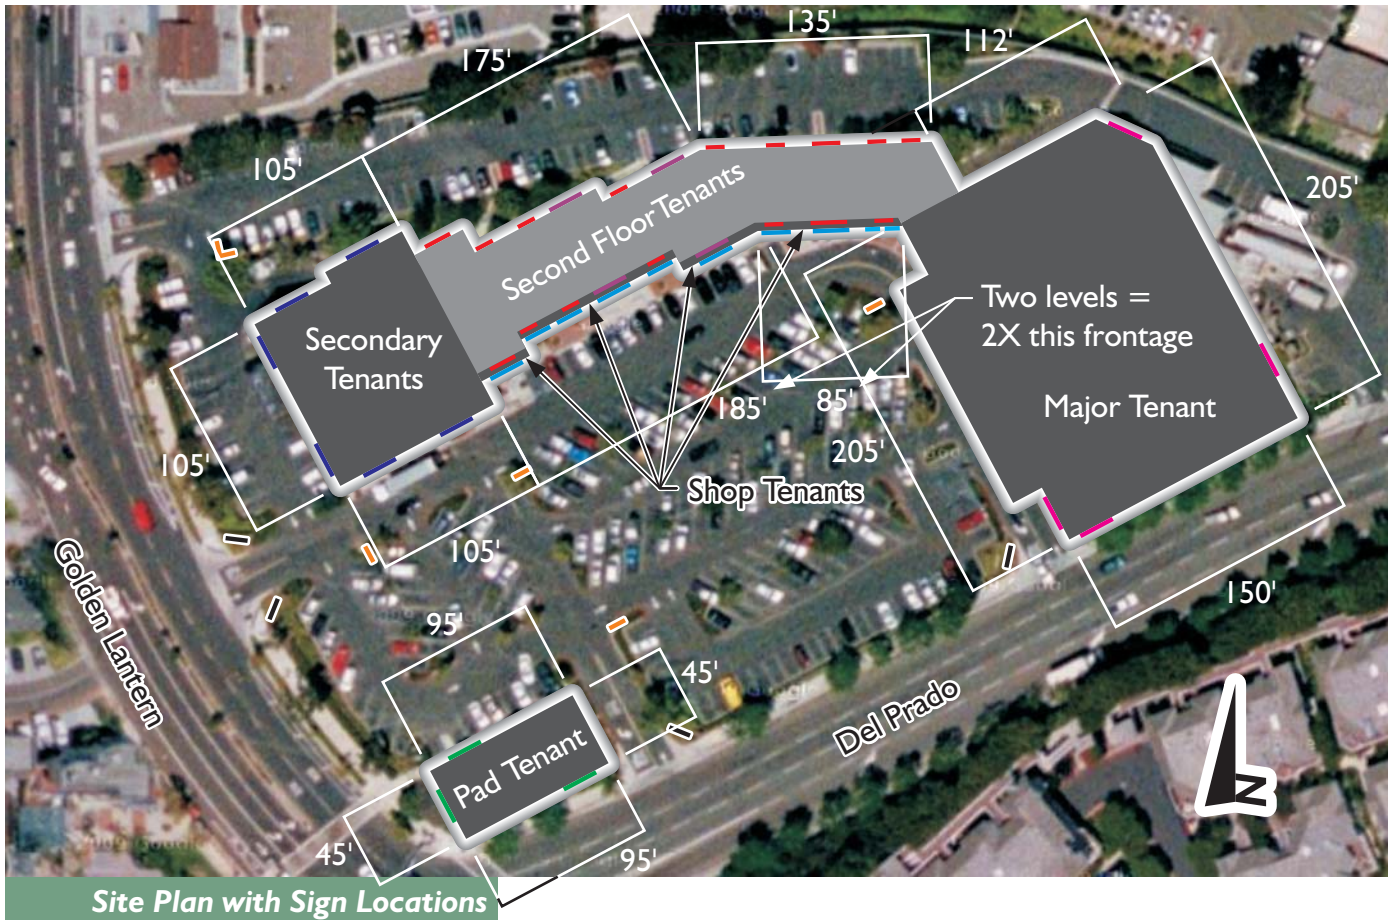 135'
112'
175'
105'
205'
Second Floor Tenants
Two levels =
2X this frontage
Secondary
Tenants
Major Tenant
185'
85'
205'
105'
Shop Tenants
105'
Golden Lantern
150'
95'
45'
Del Prado
Pad Tenant
N
45'
95'
Site Plan with Sign Locations